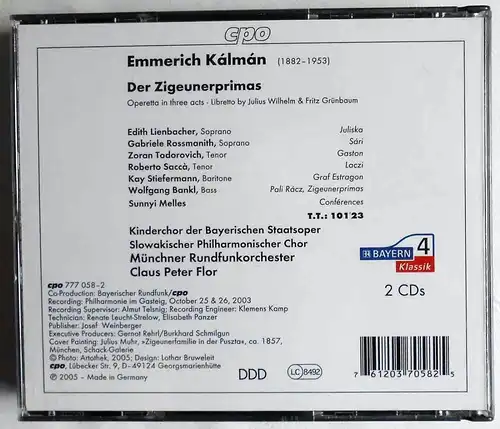 cpo
Emmerich Kálmán (1882–1953)
Der Zigeunerprimas
Operetta in three acts · Libretto by Julius Wilhelm & Fritz Grünbaum
Edith Lienbacher, Soprano Juliska
Gabriele Rossmanith, Soprano Sári
Zoran Todorovich, Tenor Gaston
Roberto Saccà, Tenor Laczi
Kay Stiefermann, Baritone Graf Estragon
Wolfgang Bankl, Bass Pali Rácz, Zigeunerprimas
Sunnyi Melles Conférences
T.T.: 101'23
Kinderchor der Bayerischen Staatsoper
Slowakischer Philharmonischer Chor
Münchner Rundfunkorchester
Claus Peter Flor
BR BAYERN 4 Klassik
2 CDs
cpo 777 058–2
Co-Production: Bayerischer Rundfunk/cpo
Recording: Philharmonie im Gasteig, October 25 & 26, 2003
Recording Supervisor: Almut Telsnig; Recording Engineer: Klemens Kamp
Technician: Renate Leucht-Strelow, Elisabeth Panzer
Publisher: Josef Weinberger
Executive Producers: Gernot Rehrl/Burkhard Schmilgun
Cover Painting: Julius Muhr, »Zigeunerfamilie in der Puszta«, ca. 1857,
München, Schack-Galerie
© Photo: Artothek, 2005; Design: Lothar Bruweleit
cpo, Lübecker Str. 9, D–49124 Georgsmarienhütte
℗ 2005 – Made in Germany
DDD
LC 8492
7 61203 70582 5